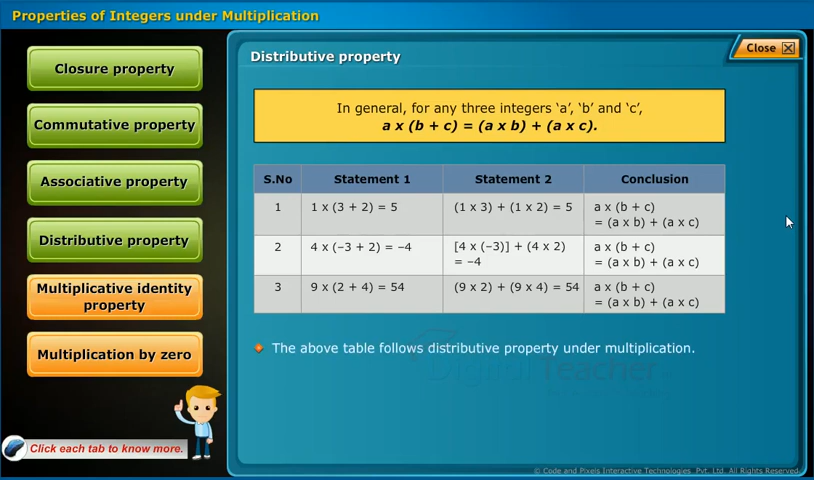 Properties of Integers under Multiplication
Closure property
Commutative property
Associative property
Distributive property
Multiplicative identity
property
Multiplication by zero
Click each tab to know more.
Close
Distributive property
In general, for any three integers ‘a’, ‘b’ and ‘c’,
a x (b + c) = (a x b) + (a x c).
S.No Statement 1 Statement 2 Conclusion
1 1 x (3 + 2) = 5 (1 x 3) + (1 x 2) = 5 a x (b + c)
= (a x b) + (a x c)
2 4 x (−3 + 2) = −4 [4 x (−3)] + (4 x 2) a x (b + c)
= −4 = (a x b) + (a x c)
3 9 x (2 + 4) = 54 (9 x 2) + (9 x 4) = 54 a x (b + c)
= (a x b) + (a x c)
The above table follows distributive property under multiplication.
Digital Teacher
© Code and Pixels Interactive Technologies. Pvt. Ltd. All Rights Reserved.